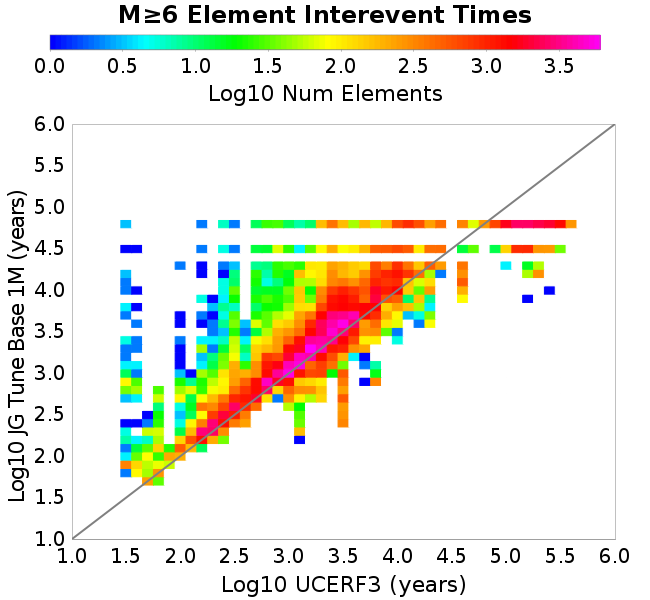 M≥6 Element Interevent Times
0.0 0.5 1.0 1.5 2.0 2.5 3.0 3.5
Log10 Num Elements
6.0
5.5
5.0
4.5
4.0
3.5
3.0
2.5
2.0
1.5
1.0
Log10 JG Tune Base 1M (years)
1.0 1.5 2.0 2.5 3.0 3.5 4.0 4.5 5.0 5.5 6.0
Log10 UCERF3 (years)